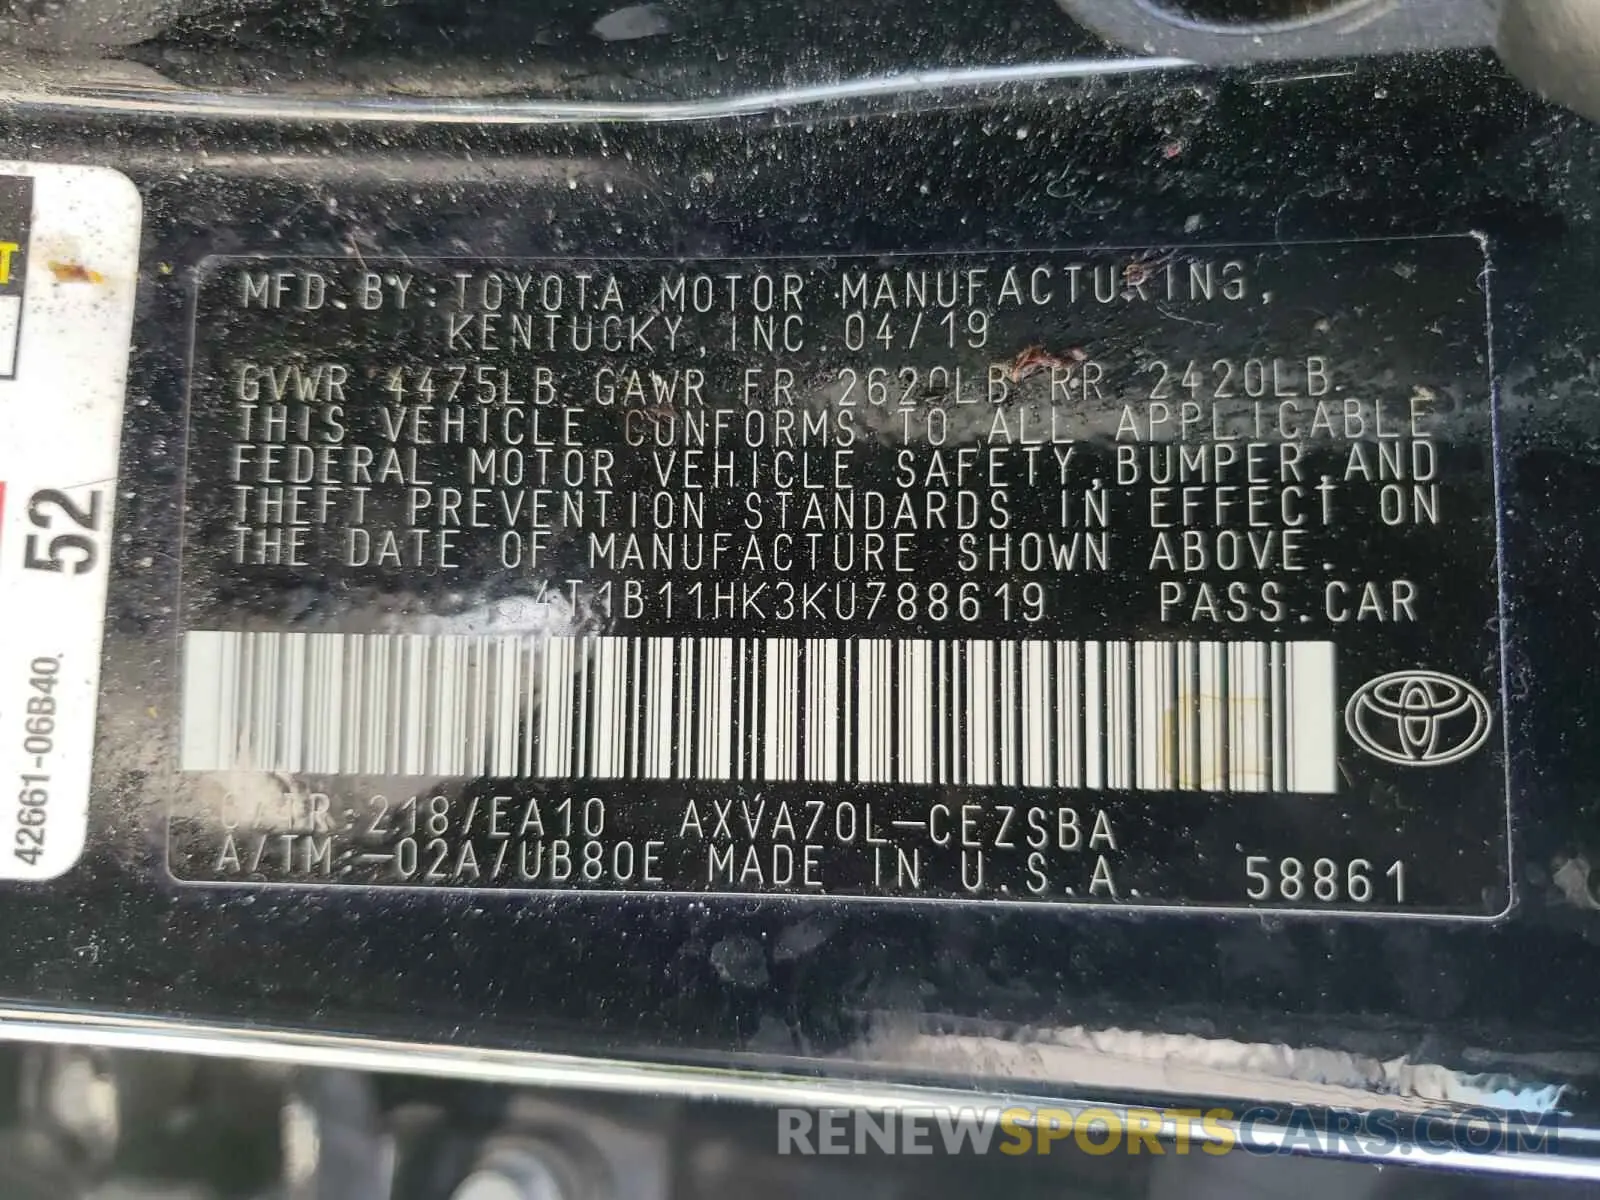 MFD.BY:TOYOTA MOTOR MANUFACTURING,
KENTUCKY,INC.04/19
GVWR 4475LB GAWR FR 2620LB RR 2420LB
THIS VEHICLE CONFORMS TO ALL APPLICABLE
FEDERAL MOTOR VEHICLE SAFETY,BUMPER,AND
THEFT PREVENTION STANDARDS IN EFFECT ON
THE DATE OF MANUFACTURE SHOWN ABOVE.
4T1B11HK3KU788619 PASS.CAR
C/TR:218/EA10 AXVA70L-CEZSBA
A/TM:-02A/UB80E MADE IN U.S.A. 58861
52
42661-06B40
RENEWSPORTSCARS.COM